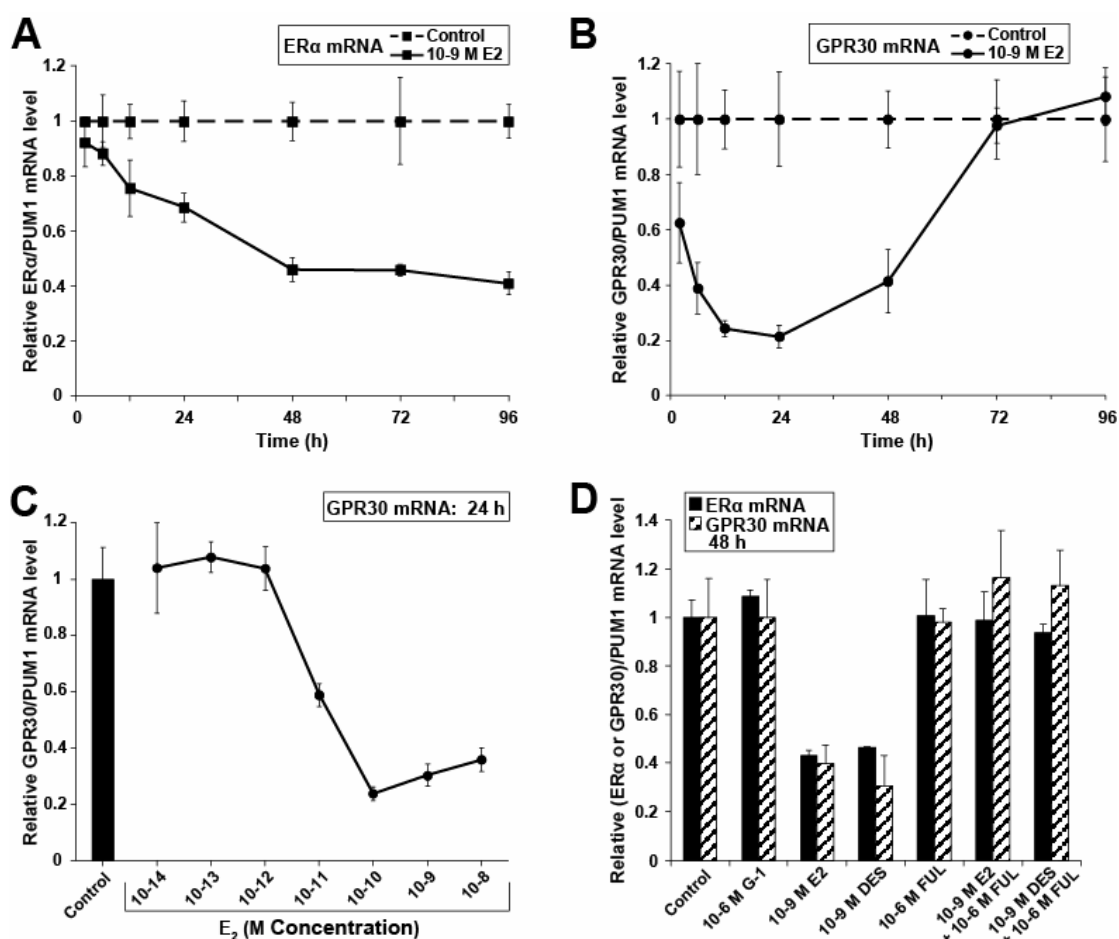 A
ERα mRNA
Control
10-9 M E2
Relative ERα/PUM1 mRNA level
1.2
1
0.8
0.6
0.4
0.2
0
0
24
48
72
96
Time (h)
B
GPR30 mRNA
Control
10-9 M E2
Relative GPR30/PUM1 mRNA level
1.2
1
0.8
0.6
0.4
0.2
0
0
24
48
72
96
Time (h)
C
GPR30 mRNA: 24 h
Relative GPR30/PUM1 mRNA level
1.2
1
0.8
0.6
0.4
0.2
0
Control
10-14
10-13
10-12
10-11
10-10
10-9
10-8
E2 (M Concentration)
D
ERα mRNA
GPR30 mRNA
48 h
Relative (ERα or GPR30)/PUM1 mRNA level
1.4
1.2
1
0.8
0.6
0.4
0.2
0
Control
10-6 M G-1
10-9 M E2
10-9 M DES
10-6 M FUL
10-9 M E2
+ 10-6 M FUL
10-9 M DES
+ 10-6 M FUL